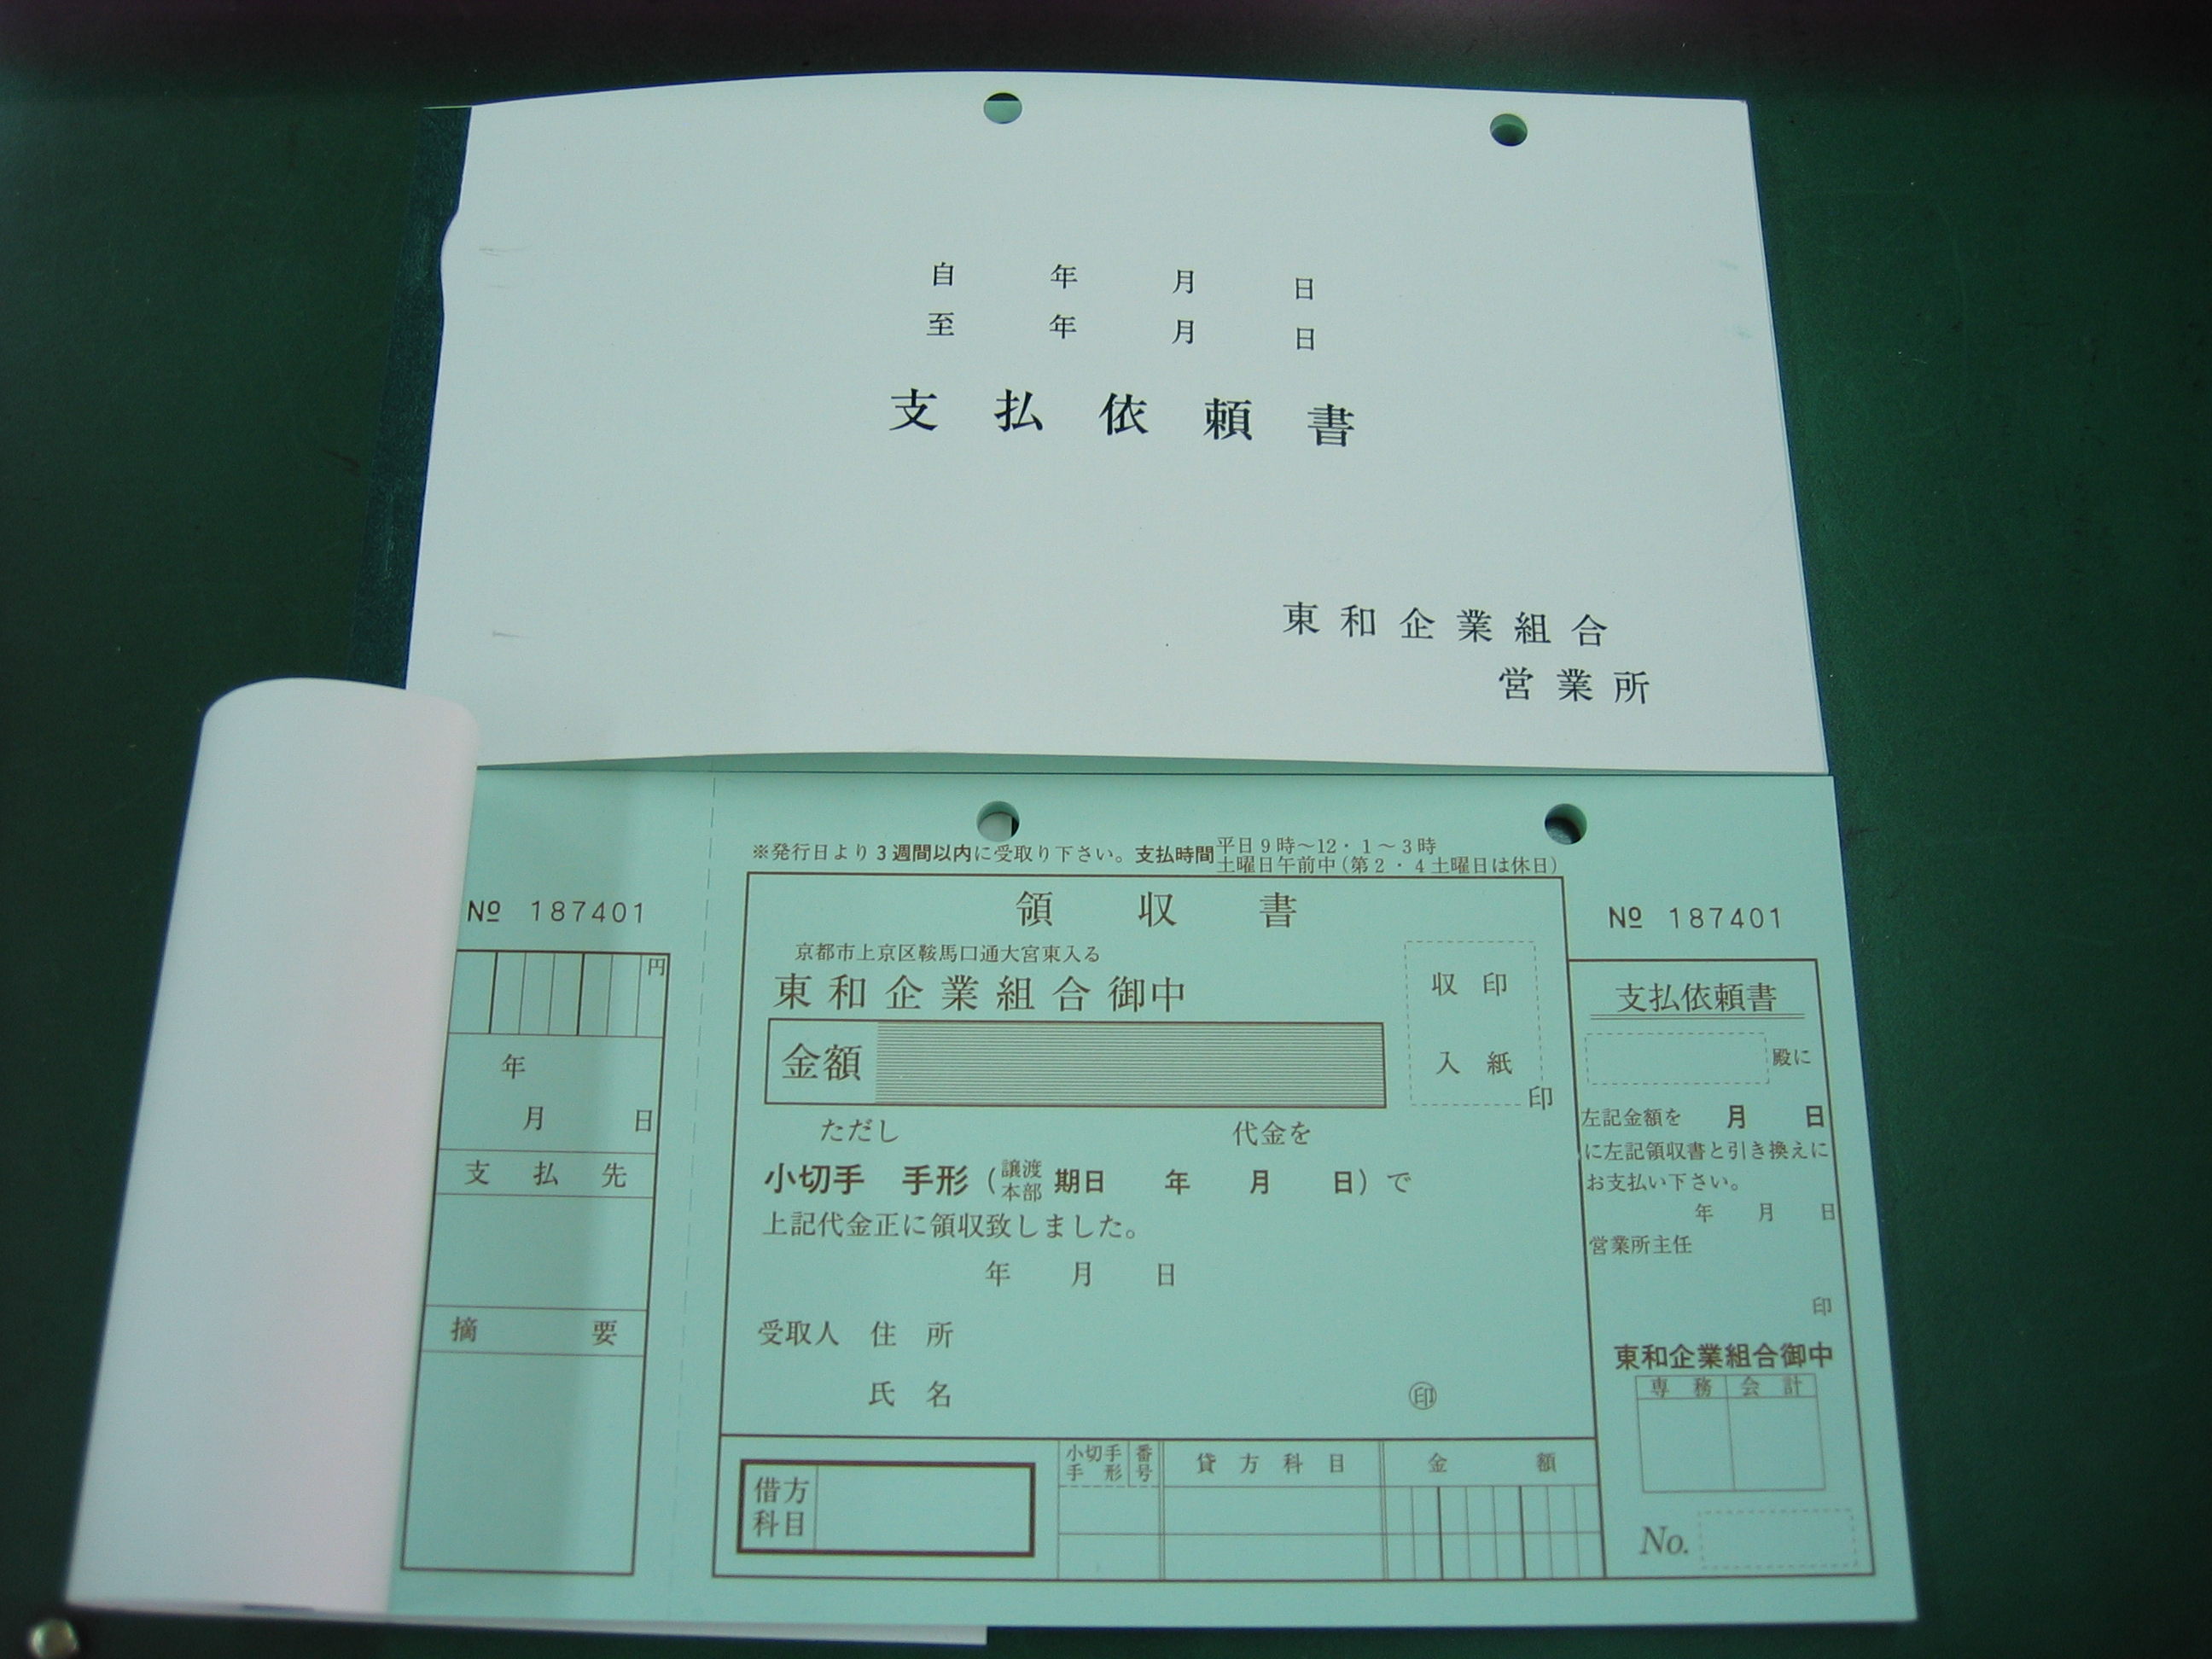 自 年 月 日
至 年 月 日
支払依頼書
東和企業組合
営業所
※発行日より3週間以内に受取り下さい。支払時間 平日9時～12・1～3時
土曜日午前中(第2・4土曜日は休日)
№ 187401
円
年
月 日
支払先
摘要
領収書
京都市上京区鞍馬口通大宮東入る
東和企業組合御中
収 印
入 紙
印
金額
ただし 代金を
小切手 手形(譲渡 本部 期日 年 月 日)で
上記代金正に領収致しました。
年 月 日
受取人 住所
氏名 ㊞
借方
科目
小切手 番
手形 号
貸方科目
金額
№ 187401
支払依頼書
殿に
左記金額を 月 日
に左記領収書と引き換えに
お支払い下さい。
年 月 日
営業所主任
印
東和企業組合御中
専務 会計
No.